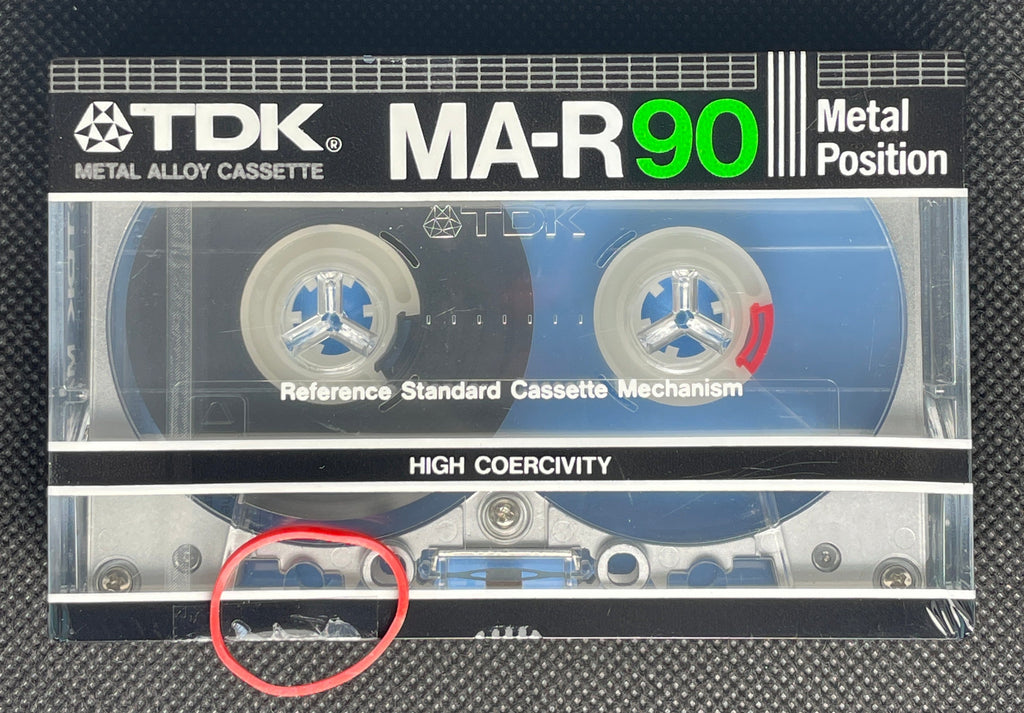 TDK®
METAL ALLOY CASSETTE
MA-R90
Metal
Position
TDK
Reference Standard Cassette Mechanism
HIGH COERCIVITY